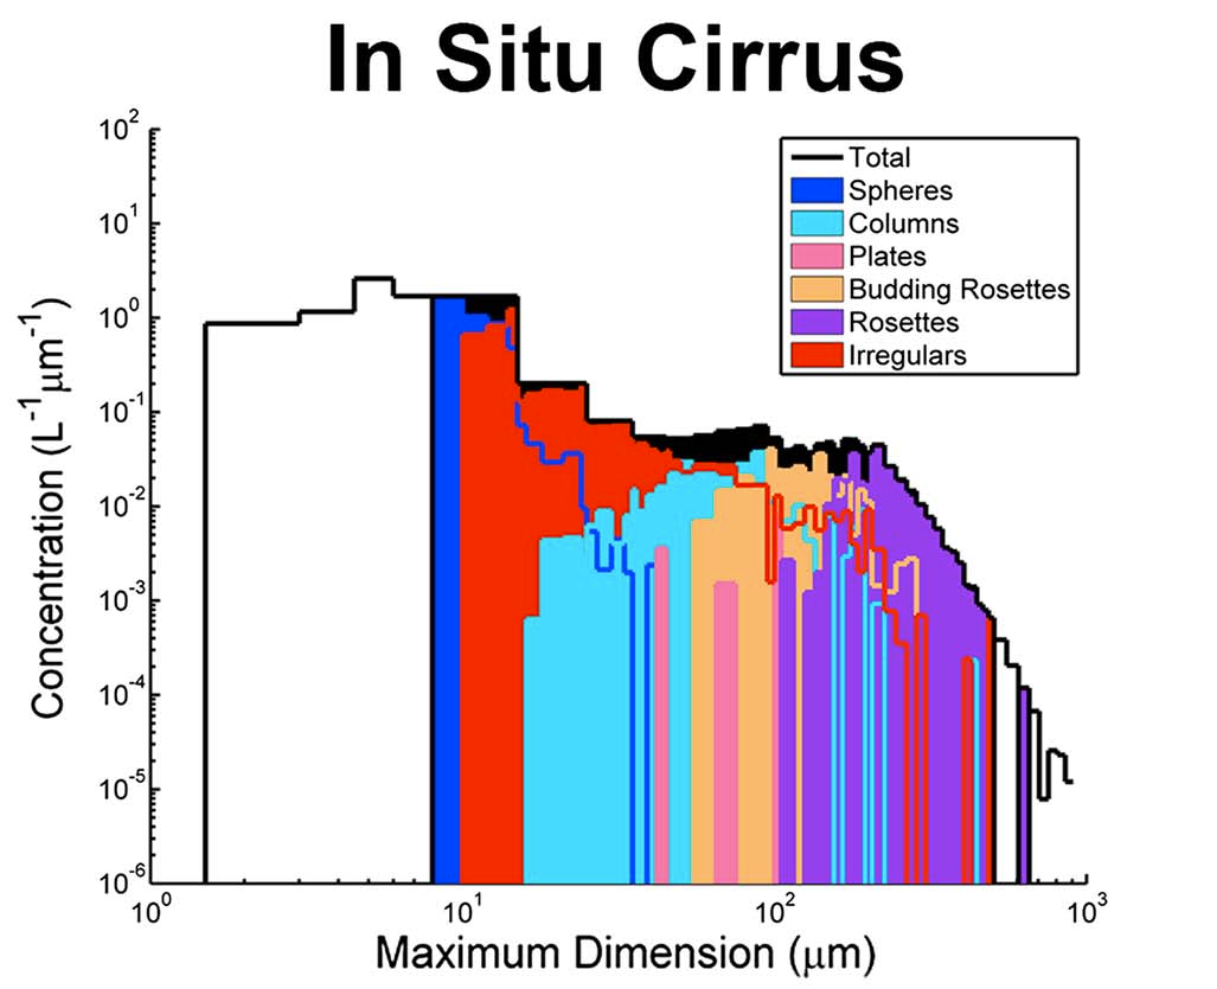 In Situ Cirrus
Concentration (L⁻¹μm⁻¹)
10²
10¹
10⁰
10⁻¹
10⁻²
10⁻³
10⁻⁴
10⁻⁵
10⁻⁶
Total
Spheres
Columns
Plates
Budding Rosettes
Rosettes
Irregulars
10⁰ 10¹ 10² 10³
Maximum Dimension (μm)